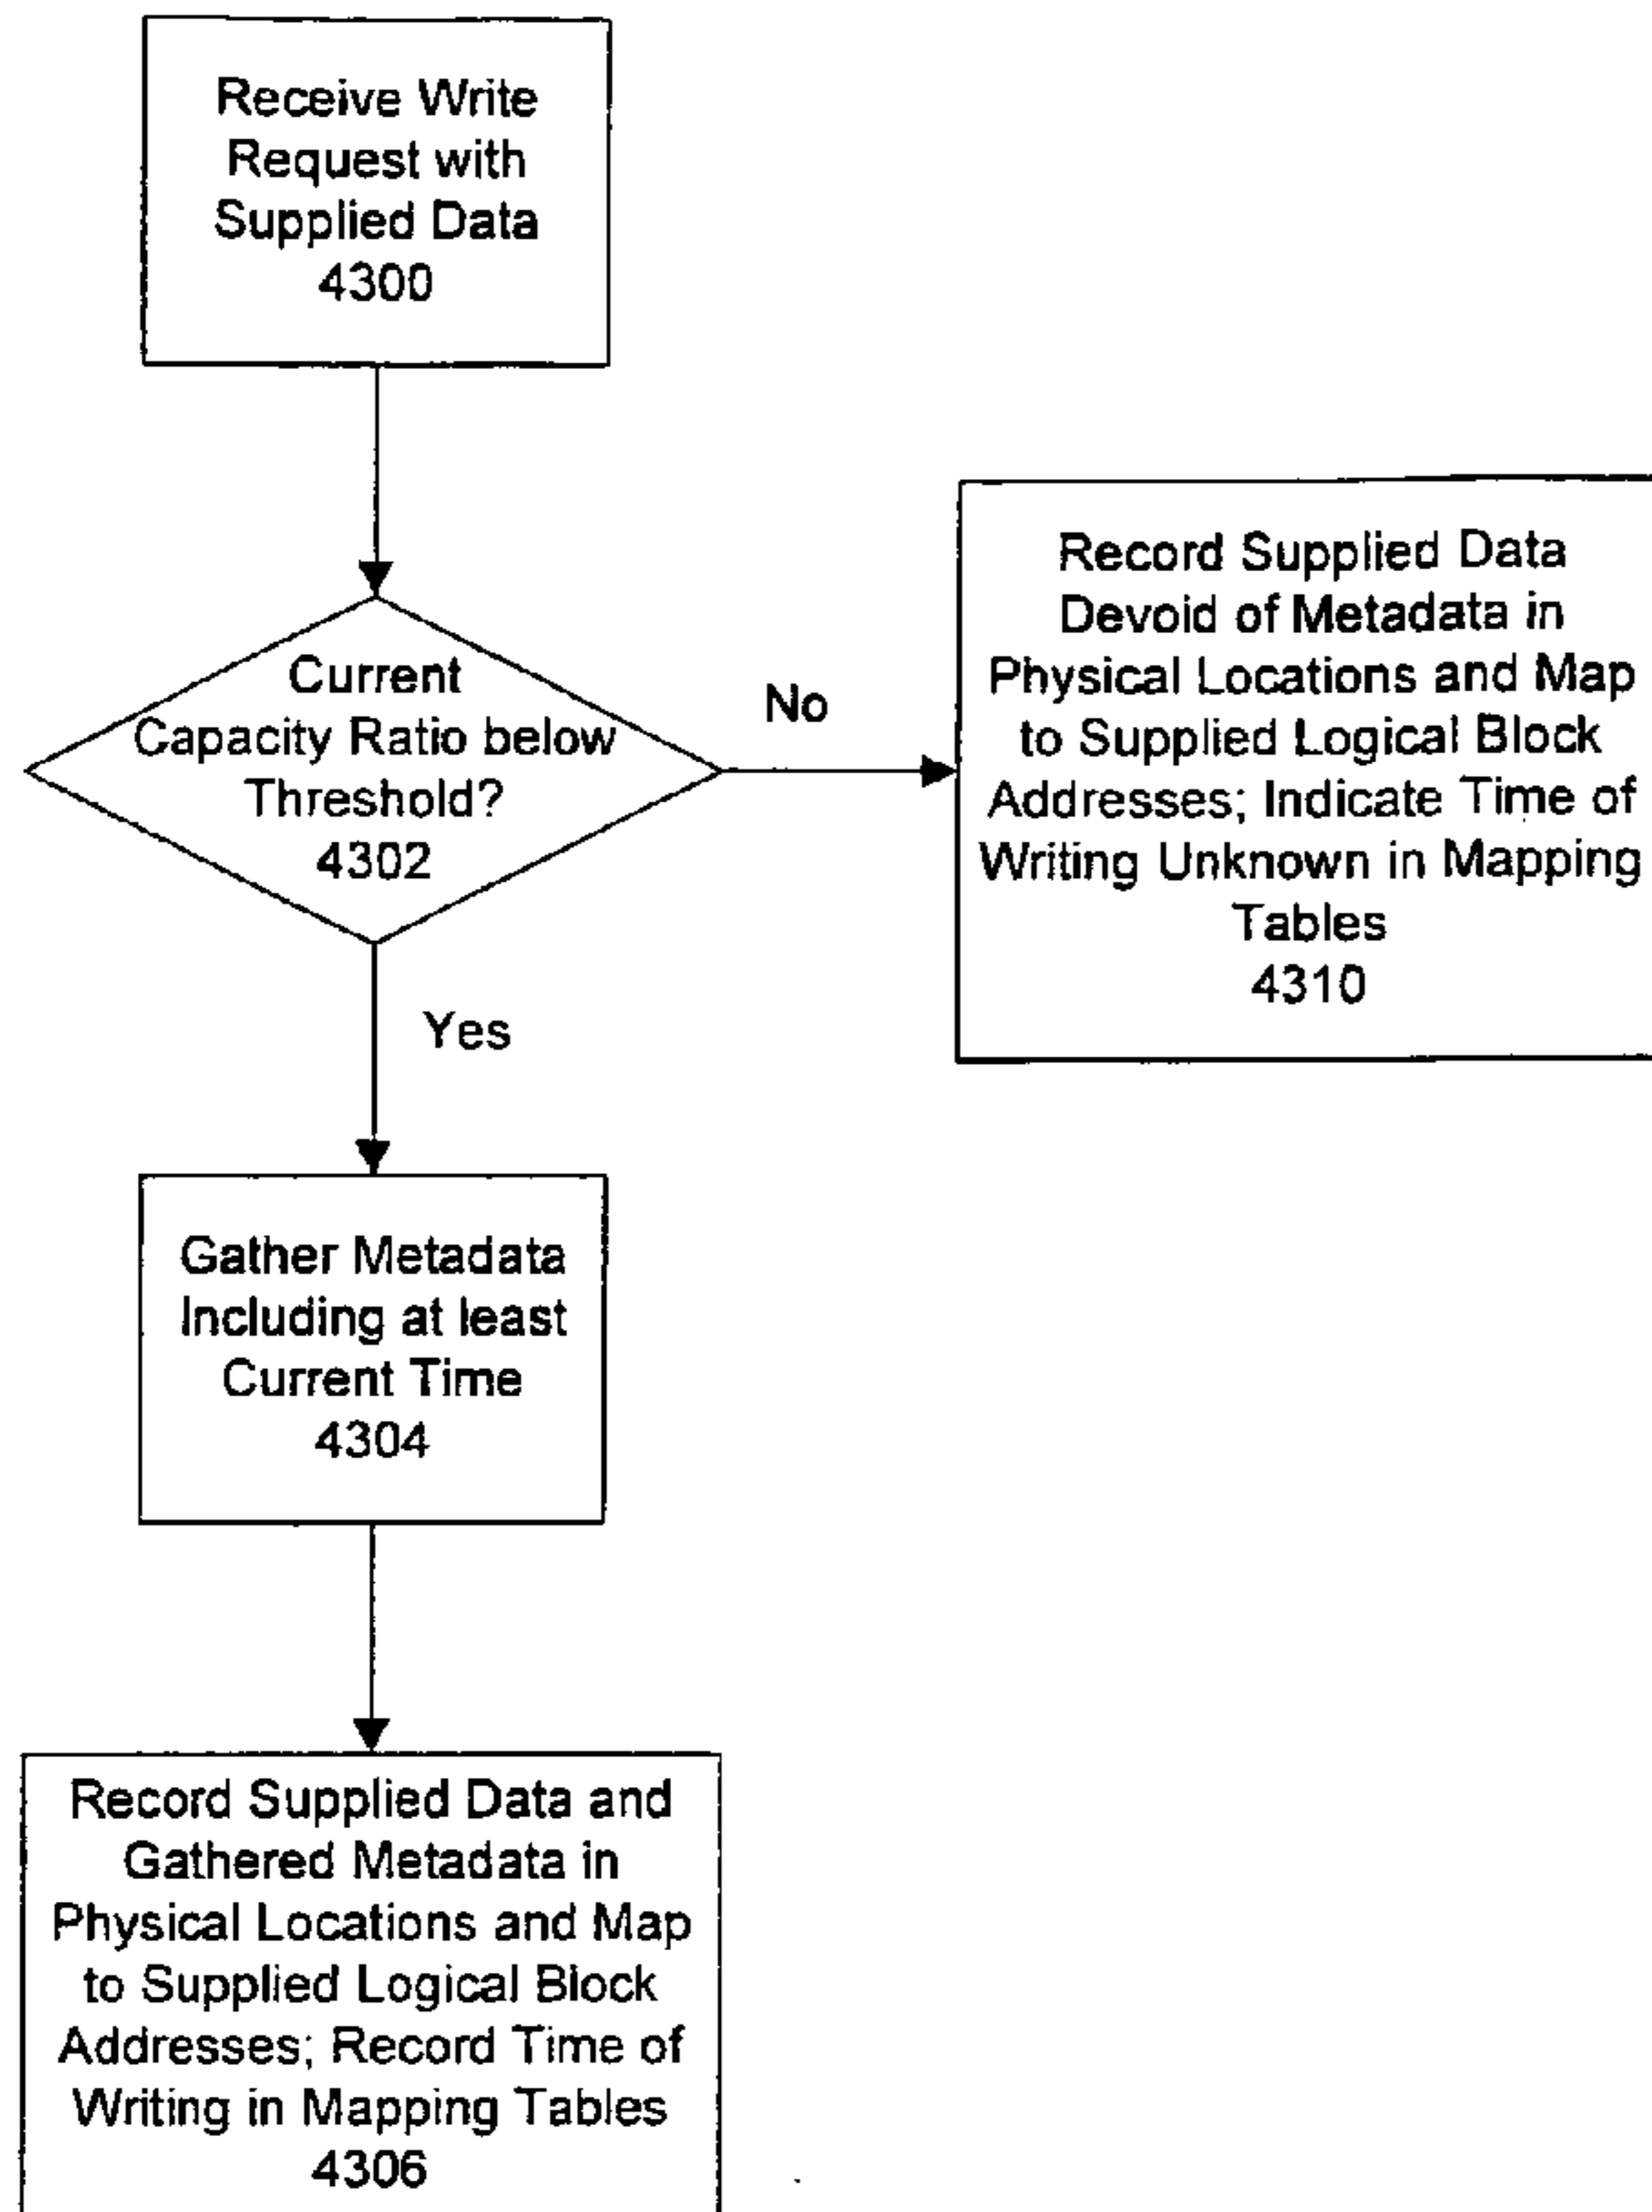 Receive Write
Request with
Supplied Data
4300
Current
Capacity Ratio below
Threshold?
4302
No
Record Supplied Data
Devoid of Metadata in
Physical Locations and Map
to Supplied Logical Block
Addresses; Indicate Time of
Writing Unknown in Mapping
Tables
4310
Yes
Gather Metadata
Including at least
Current Time
4304
Record Supplied Data and
Gathered Metadata in
Physical Locations and Map
to Supplied Logical Block
Addresses; Record Time of
Writing in Mapping Tables
4306